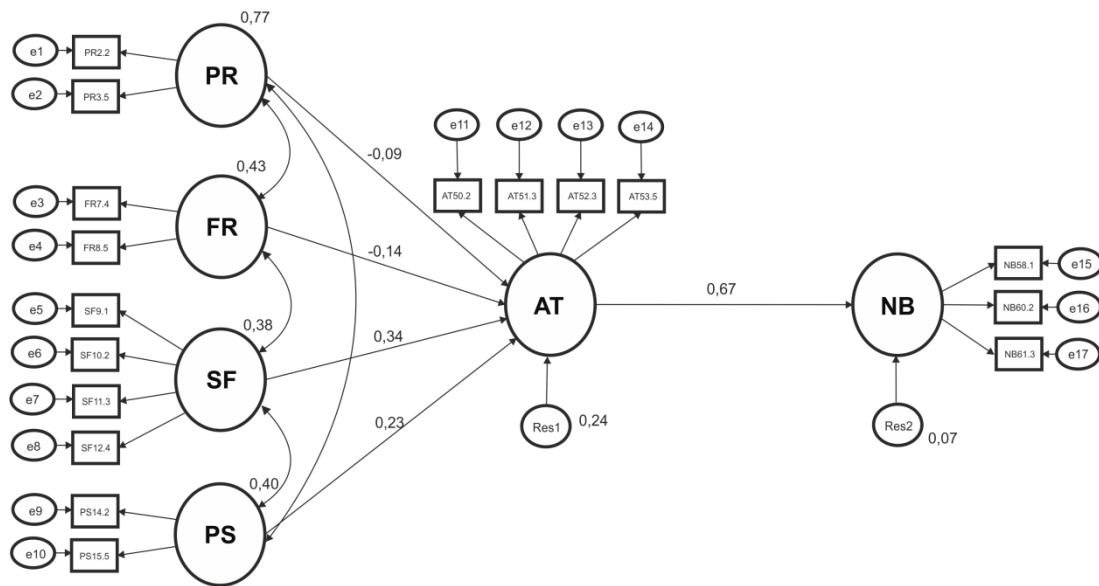 0,77
e1
PR2.2
PR
e2
PR3.5
-0,09
0,43
e3
FR7.4
FR
e4
FR8.5
-0,14
e11
e12
e13
e14
AT50.2
AT51.3
AT52.3
AT53.5
0,38
e5
SF9.1
e6
SF10.2
SF
e7
SF11.3
e8
SF12.4
0,34
AT
0,67
NB
NB58.1
e15
NB60.2
e16
NB61.3
e17
0,23
Res1
0,24
Res2
0,07
0,40
e9
PS14.2
PS
e10
PS15.5